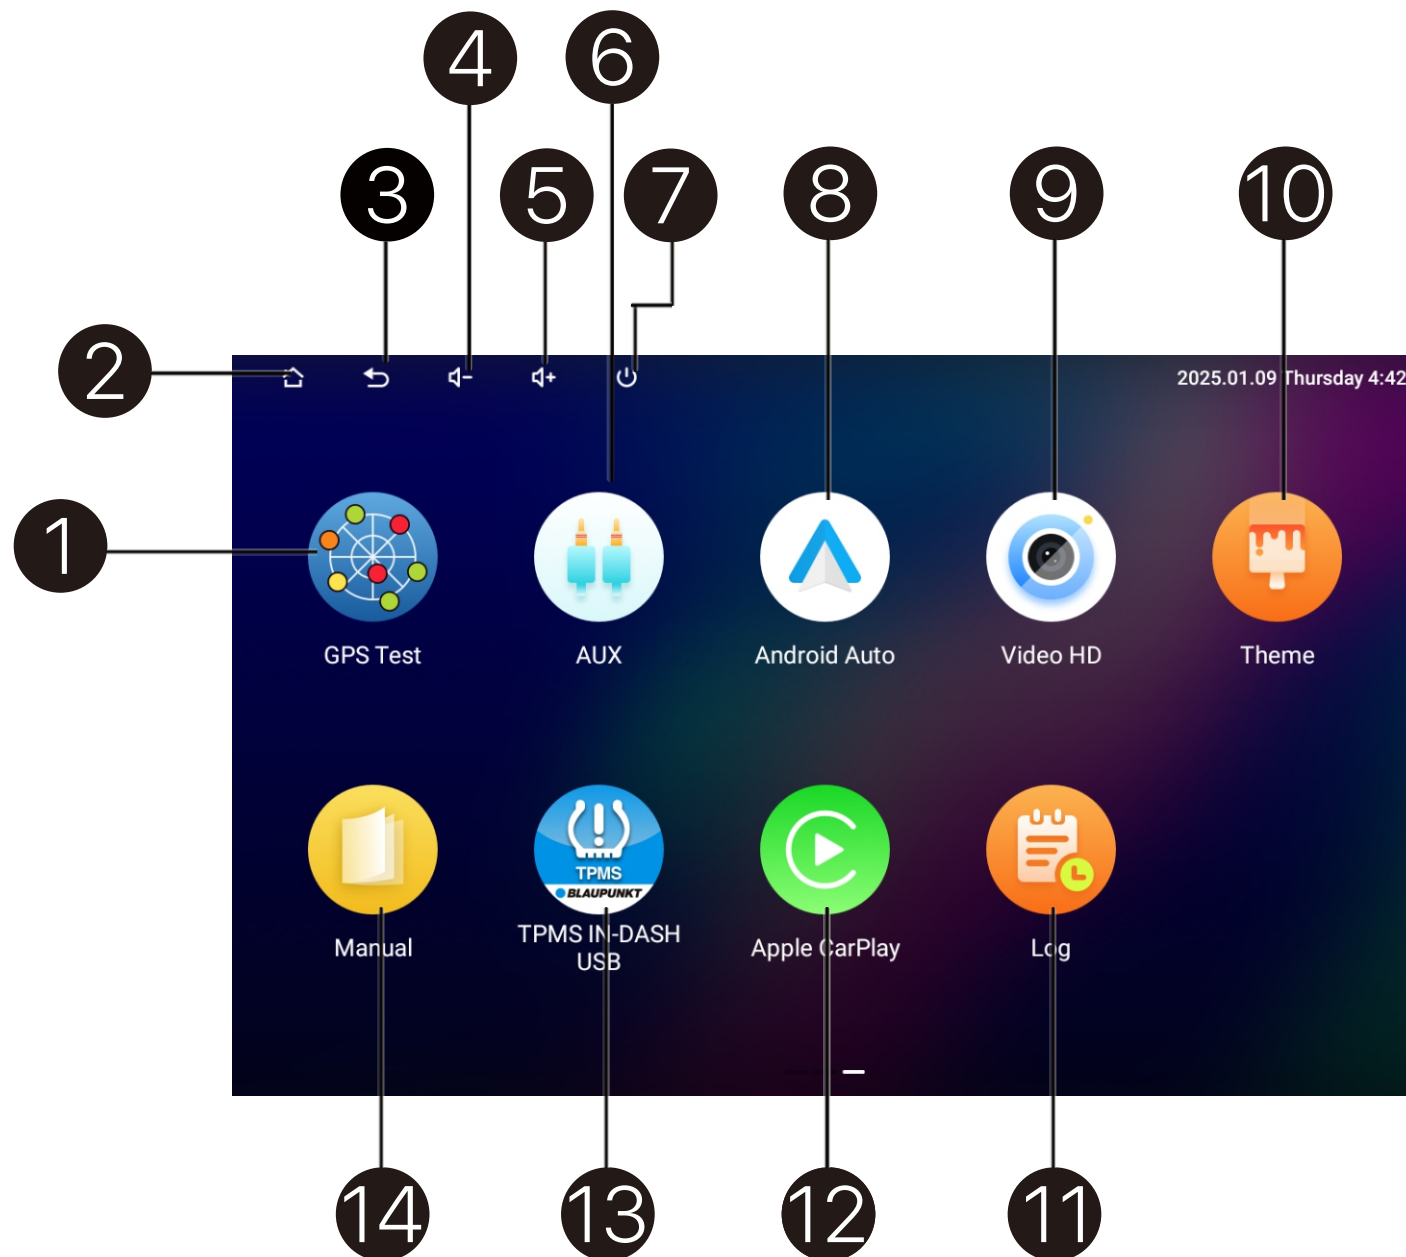 4
6
3
5
7
8
9
10
2
2025.01.09 Thursday 4:42
1
GPS Test
AUX
Android Auto
Video HD
Theme
TPMS
BLAUPUNKT
Manual
TPMS IN-DASH
USB
Apple CarPlay
Log
14
13
12
11